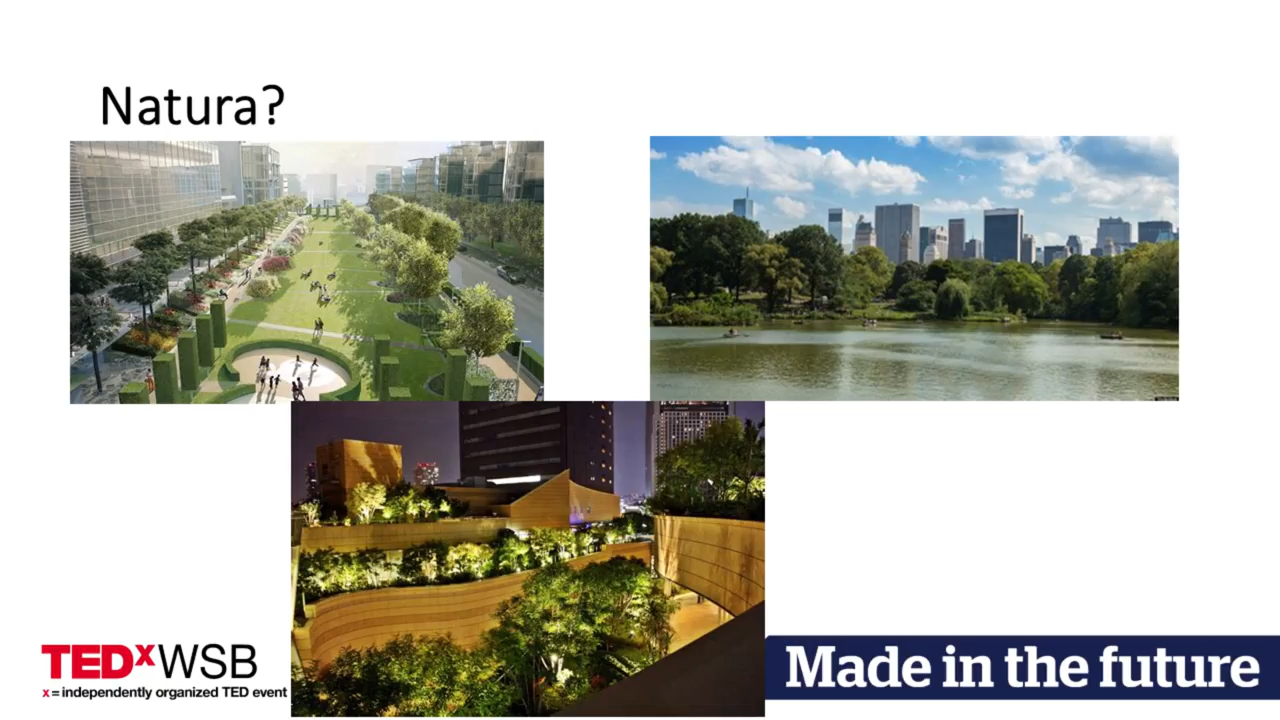 Natura?
TEDxWSB
x = independently organized TED event
Made in the future